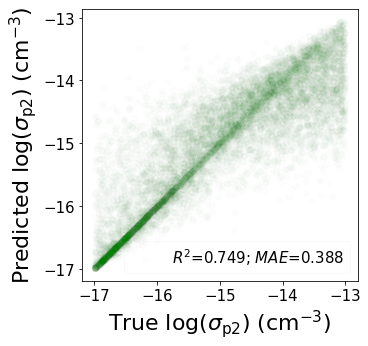 Predicted log(σp2) (cm−3)
−13
−14
−15
−16
−17
R2=0.749; MAE=0.388
−17 −16 −15 −14 −13
True log(σp2) (cm−3)